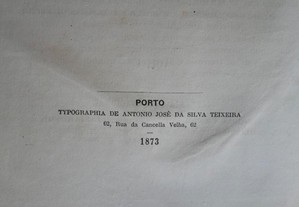 PORTO
TYPOGRAPHIA DE ANTONIO JOSÉ DA SILVA TEIXEIRA
62, Rua da Cancella Velha, 62
1873